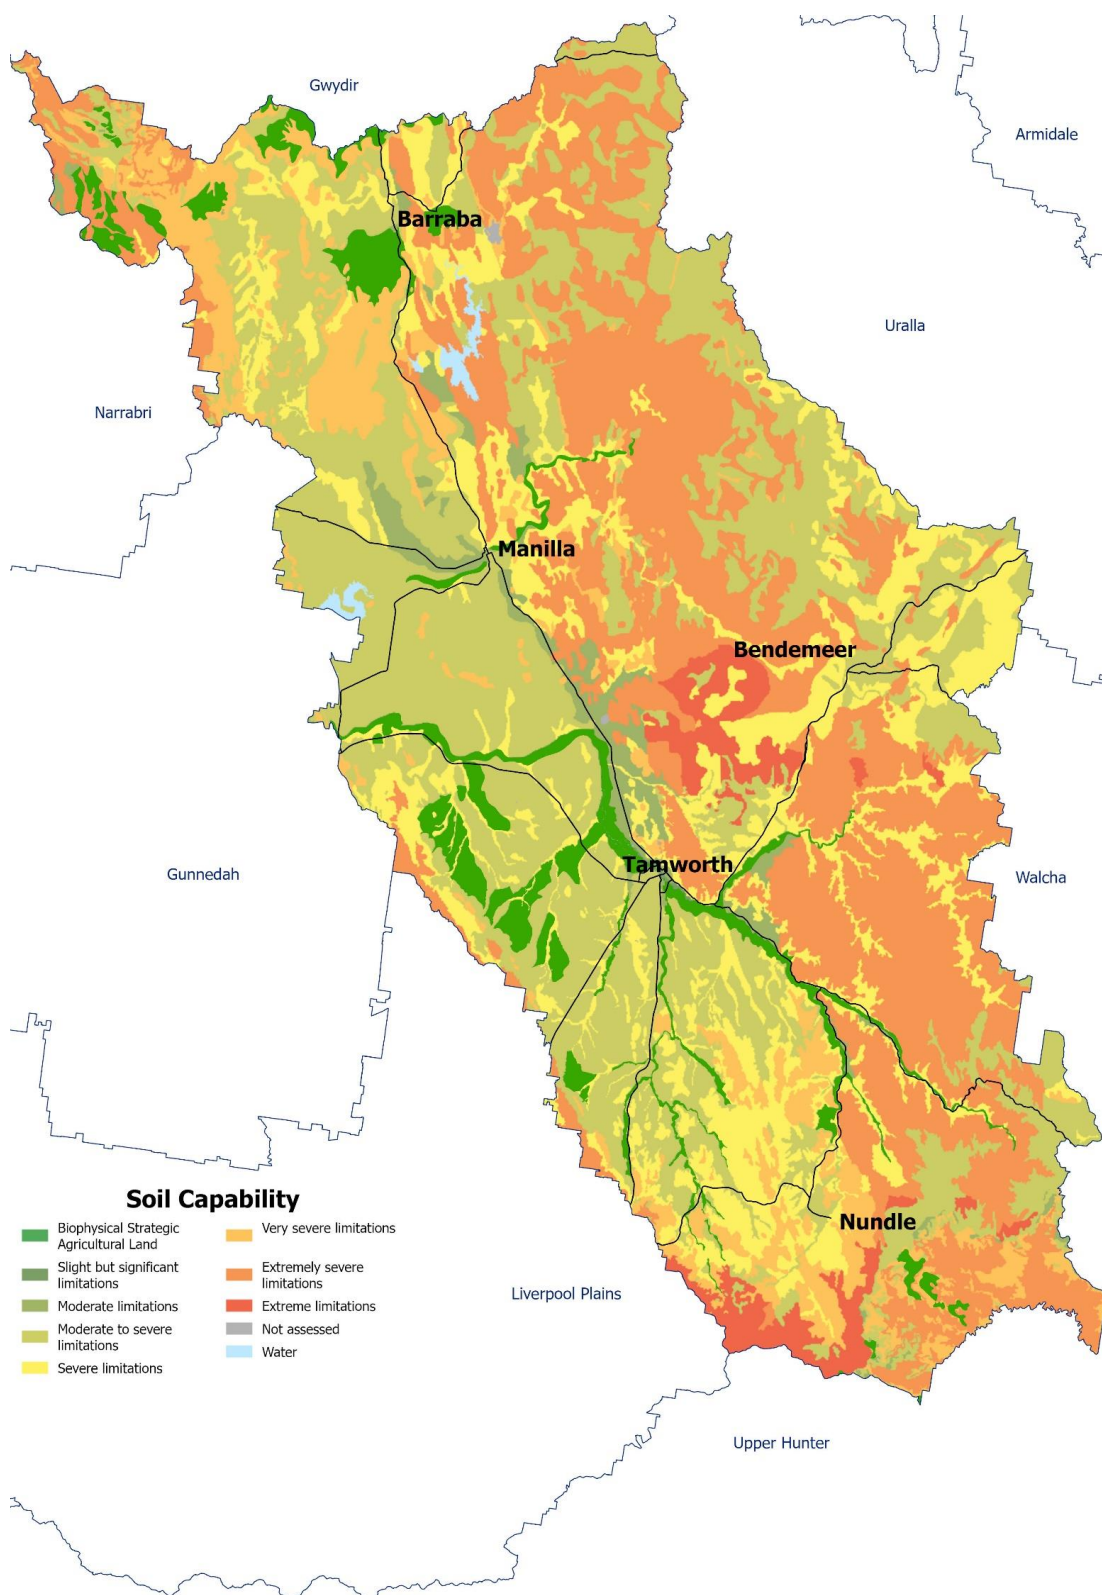 Gwydir
Armidale
Barraba
Uralla
Narrabri
Manilla
Bendemeer
Tamworth
Gunnedah
Walcha
Soil Capability
Biophysical Strategic
Agricultural Land
Slight but significant
limitations
Moderate limitations
Moderate to severe
limitations
Severe limitations
Very severe limitations
Extremely severe
limitations
Extreme limitations
Not assessed
Water
Nundle
Liverpool Plains
Upper Hunter